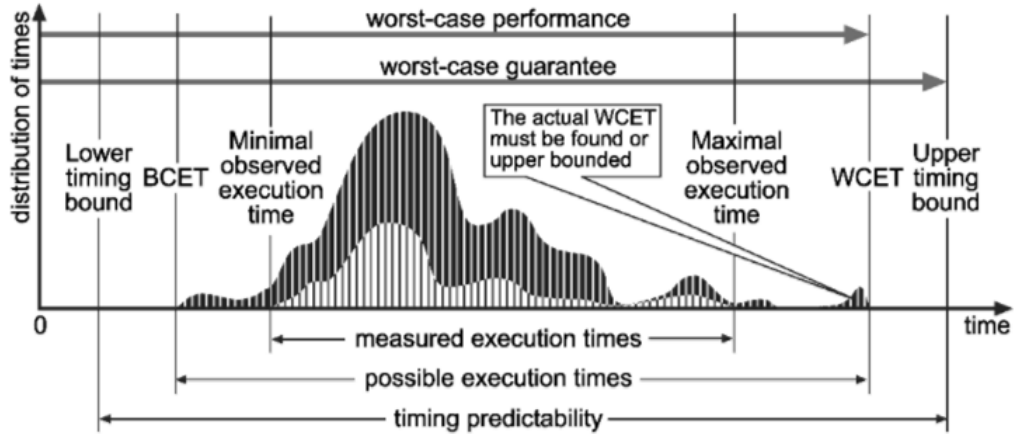 worst-case performance
worst-case guarantee
distribution of times
The actual WCET
must be found or
upper bounded
Lower
timing
bound
BCET
Minimal
observed
execution
time
Maximal
observed
execution
time
WCET
Upper
timing
bound
0
time
measured execution times
possible execution times
timing predictability